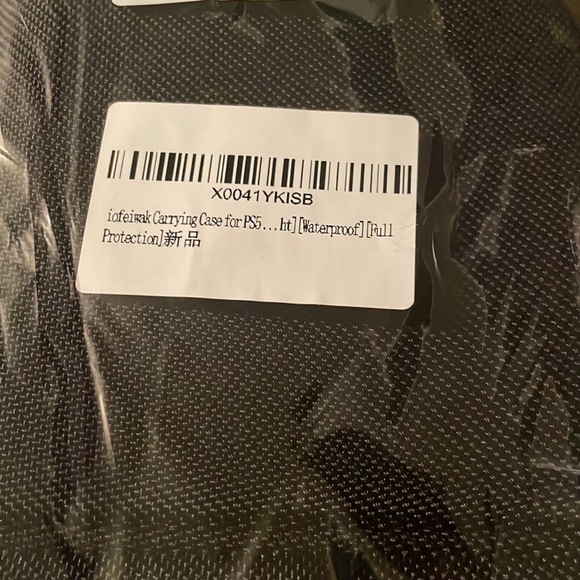 X0041YKISB
iofeiwak Carrying Case for PS5...ht][Waterproof][Full
Protection]新品